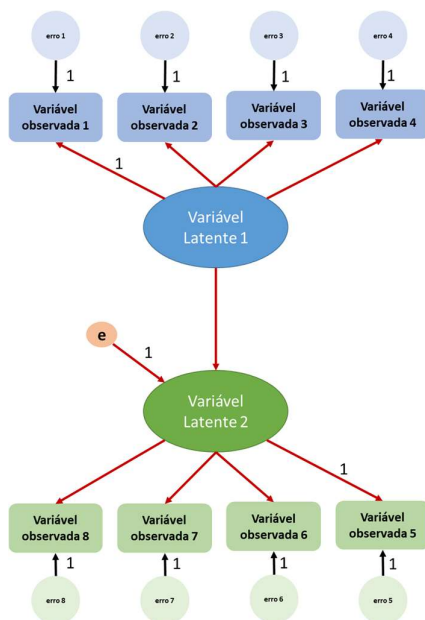 erro 1
erro 2
erro 3
erro 4
1
1
1
1
Variável
observada 1
Variável
observada 2
Variável
observada 3
Variável
observada 4
1
Variável
Latente 1
e
1
Variável
Latente 2
1
Variável
observada 8
Variável
observada 7
Variável
observada 6
Variável
observada 5
1
1
1
1
erro 8
erro 7
erro 6
erro 5